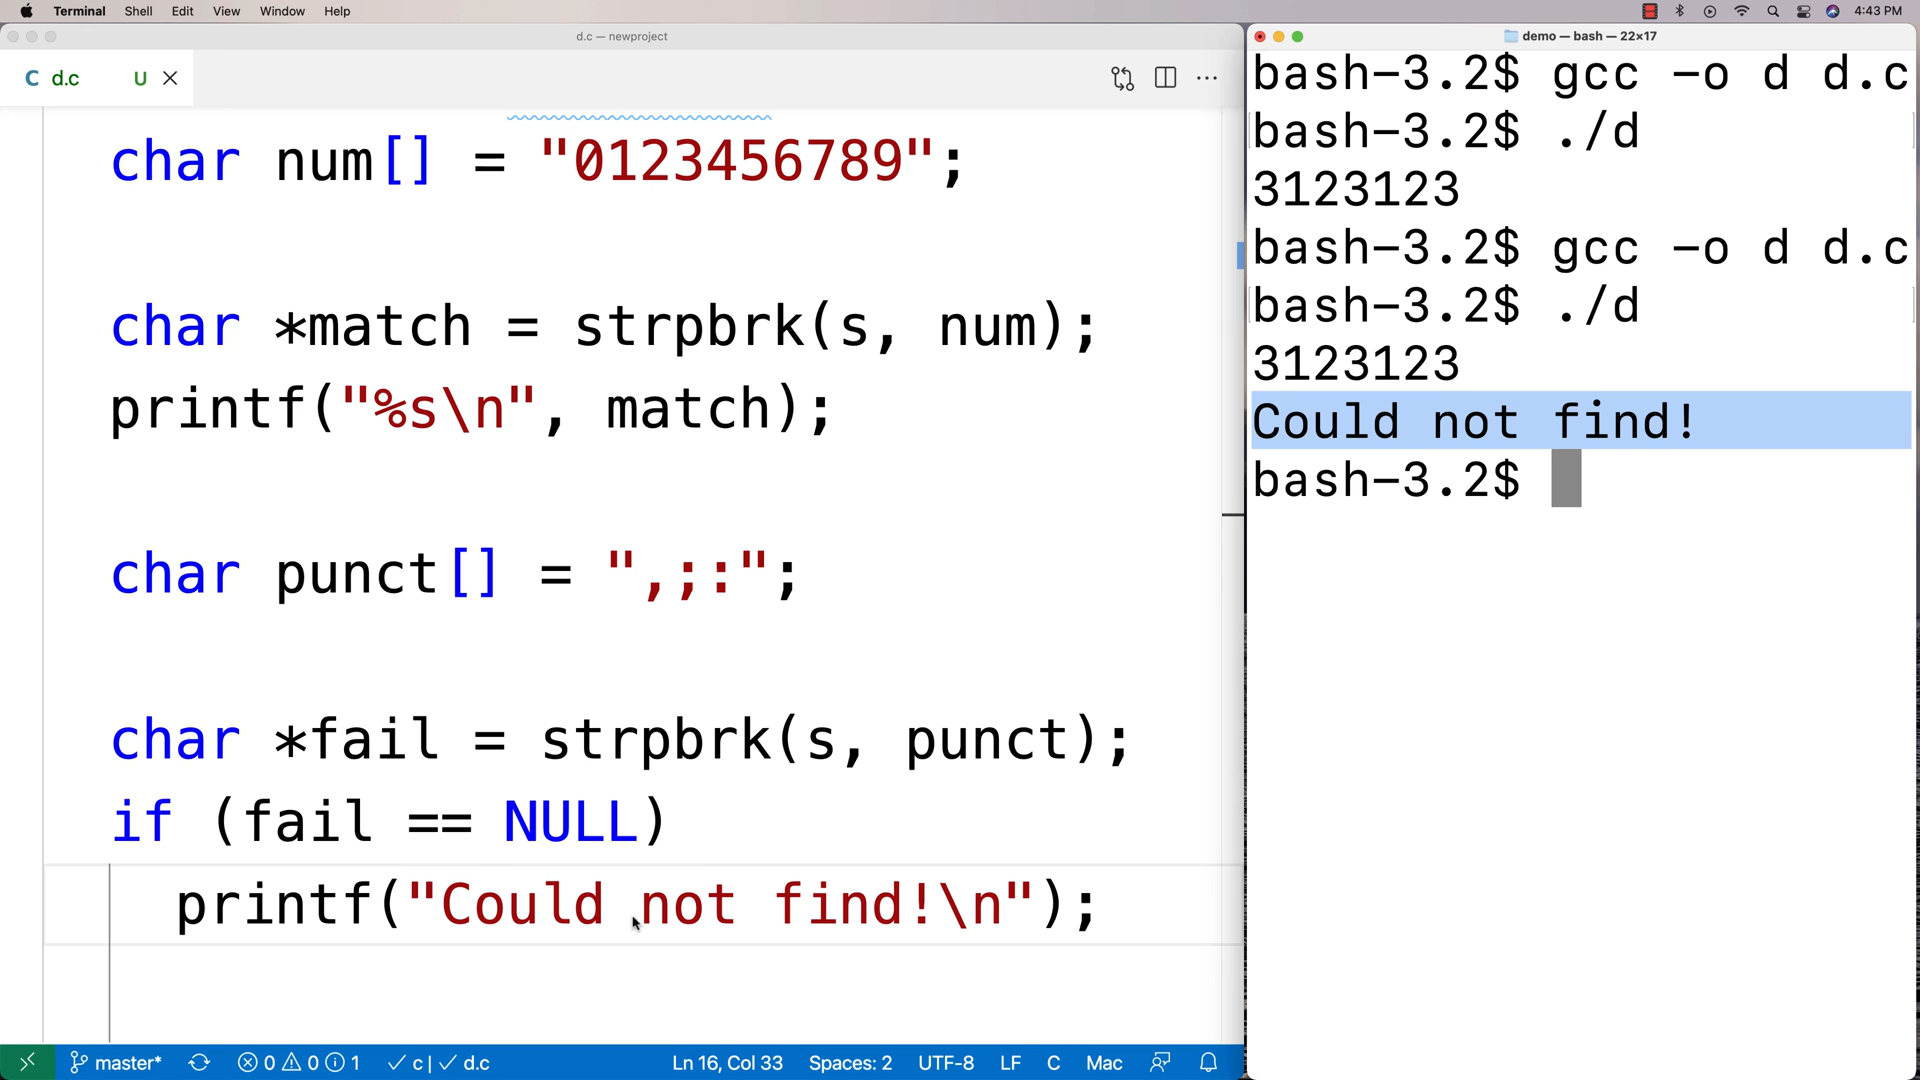 Terminal Shell Edit View Window Help 4:43 PM
d.c — newproject
C d.c U
char num[] = "0123456789";
char *match = strpbrk(s, num);
printf("%s\n", match);
char punct[] = ",;:";
char *fail = strpbrk(s, punct);
if (fail == NULL)
printf("Could not find!\n");
master* 0 0 1 c | d.c Ln 16, Col 33 Spaces: 2 UTF-8 LF C Mac
demo — bash — 22×17
bash-3.2$ gcc -o d d.c
bash-3.2$ ./d
3123123
bash-3.2$ gcc -o d d.c
bash-3.2$ ./d
3123123
Could not find!
bash-3.2$